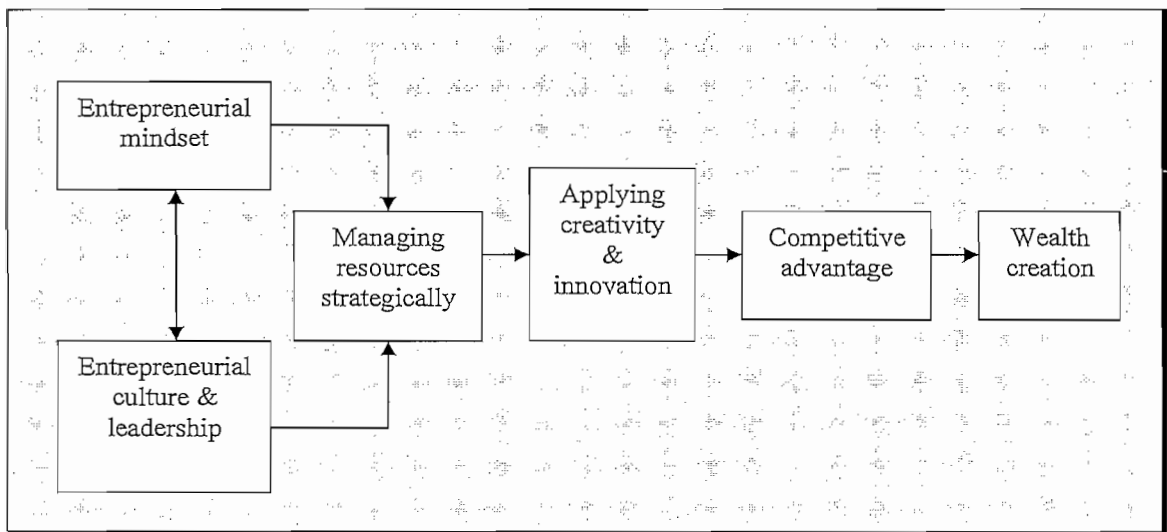 Entrepreneurial
mindset
Entrepreneurial
culture &
leadership
Managing
resources
strategically
Applying
creativity
&
innovation
Competitive
advantage
Wealth
creation